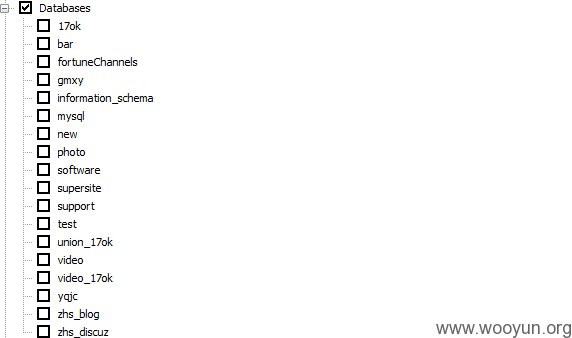 Databases
17ok
bar
fortuneChannels
gmxy
information_schema
mysql
new
photo
software
supersite
support
test
union_17ok
video
video_17ok
yqjc
zhs_blog
zhs_discuz
www.wooyun.org